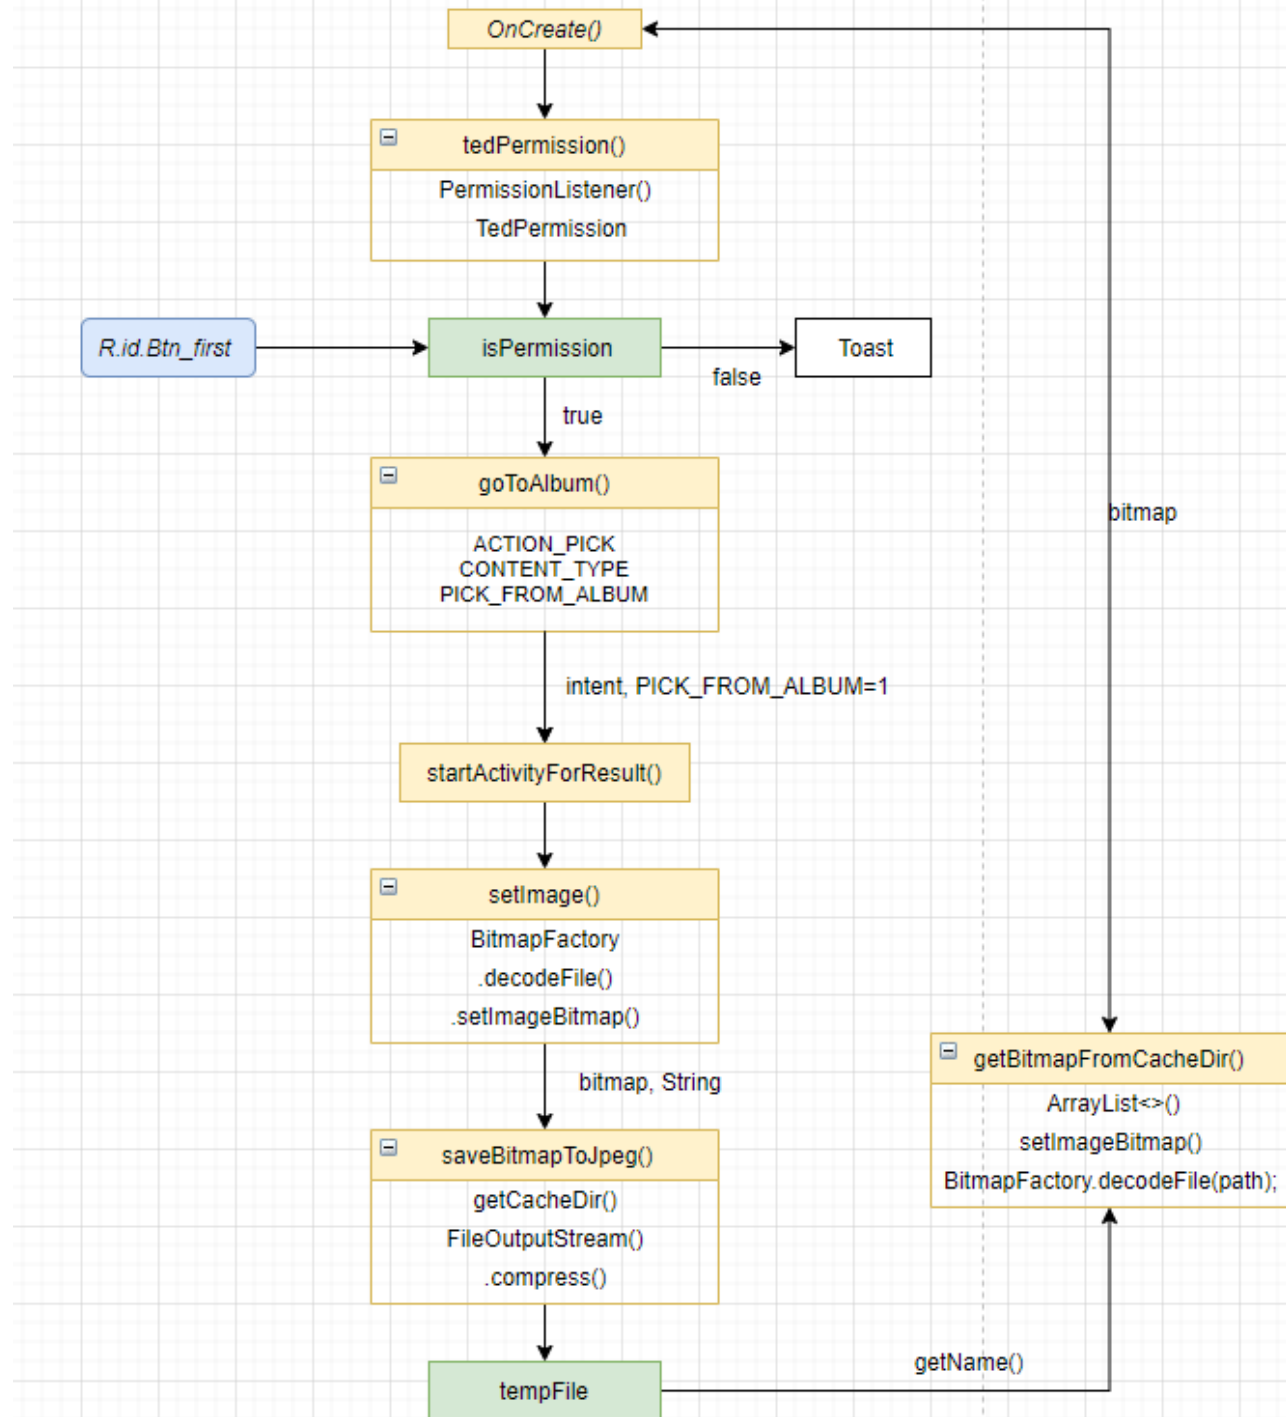 OnCreate()
tedPermission()
PermissionListener()
TedPermission
R.id.Btn_first
isPermission
Toast
false
true
goToAlbum()
bitmap
ACTION_PICK
CONTENT_TYPE
PICK_FROM_ALBUM
intent, PICK_FROM_ALBUM=1
startActivityForResult()
setImage()
BitmapFactory
.decodeFile()
.setImageBitmap()
bitmap, String
getBitmapFromCacheDir()
ArrayList<>()
setImageBitmap()
BitmapFactory.decodeFile(path);
saveBitmapToJpeg()
getCacheDir()
FileOutputStream()
.compress()
getName()
tempFile